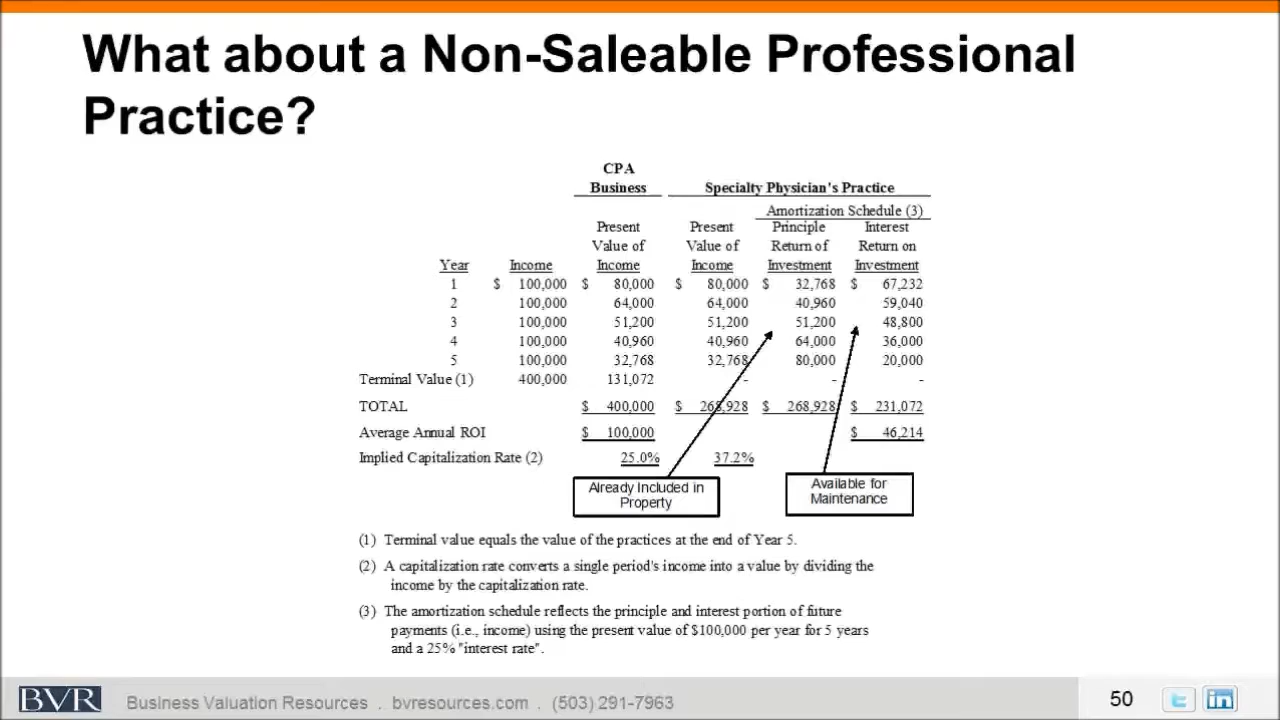 What about a Non-Saleable Professional
Practice?
CPA
Business Specialty Physician's Practice
Amortization Schedule (3)
Present Present Principle Interest
Value of Value of Return of Return on
Year Income Income Income Investment Investment
1 $ 100,000 $ 80,000 $ 80,000 $ 32,768 $ 67,232
2 100,000 64,000 64,000 40,960 59,040
3 100,000 51,200 51,200 51,200 48,800
4 100,000 40,960 40,960 64,000 36,000
5 100,000 32,768 32,768 80,000 20,000
Terminal Value (1) 400,000 131,072 - - -
TOTAL $ 400,000 $ 268,928 $ 268,928 $ 231,072
Average Annual ROI $ 100,000 $ 46,214
Implied Capitalization Rate (2) 25.0% 37.2%
Already Included in
Property
Available for
Maintenance
(1) Terminal value equals the value of the practices at the end of Year 5.
(2) A capitalization rate converts a single period's income into a value by dividing the
income by the capitalization rate.
(3) The amortization schedule reflects the principle and interest portion of future
payments (i.e., income) using the present value of $100,000 per year for 5 years
and a 25% "interest rate".
BVR Business Valuation Resources . bvresources.com . (503) 291-7963 50 t in